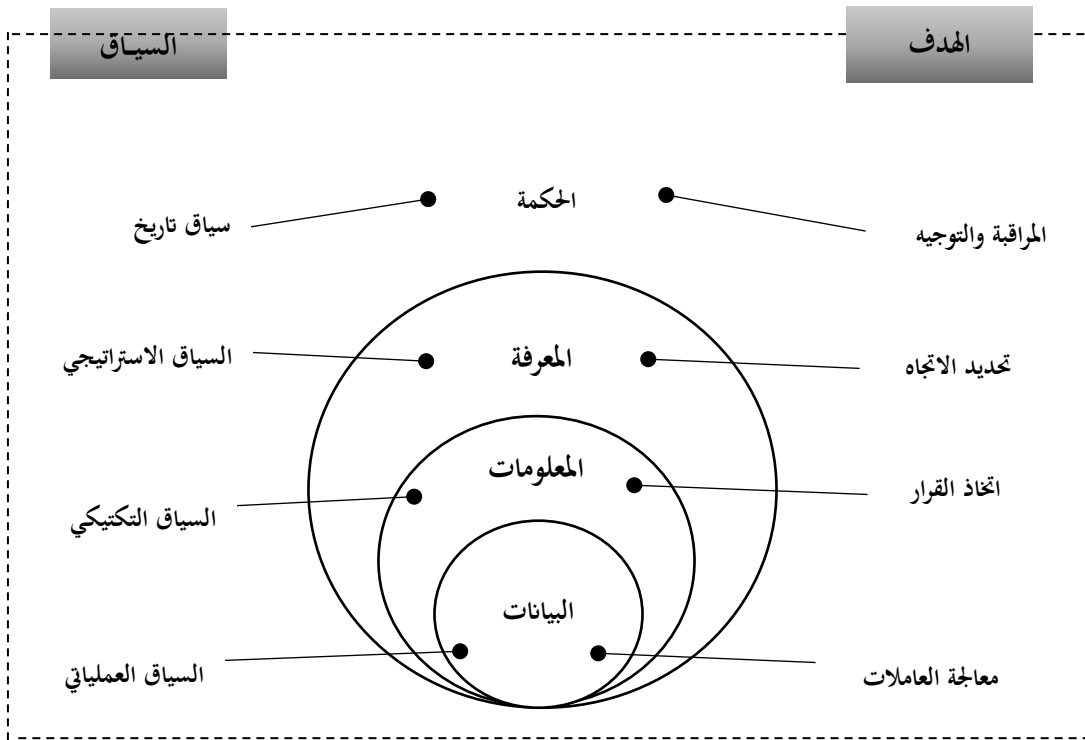 الهدف
السياق
الحكمة
المراقبة والتوجيه
سياق تاريخ
المعرفة
تحديد الاتجاه
السياق الاستراتيجي
المعلومات
اتخاذ القرار
السياق التكتيكي
البيانات
معالجة العاملات
السياق العملياتي